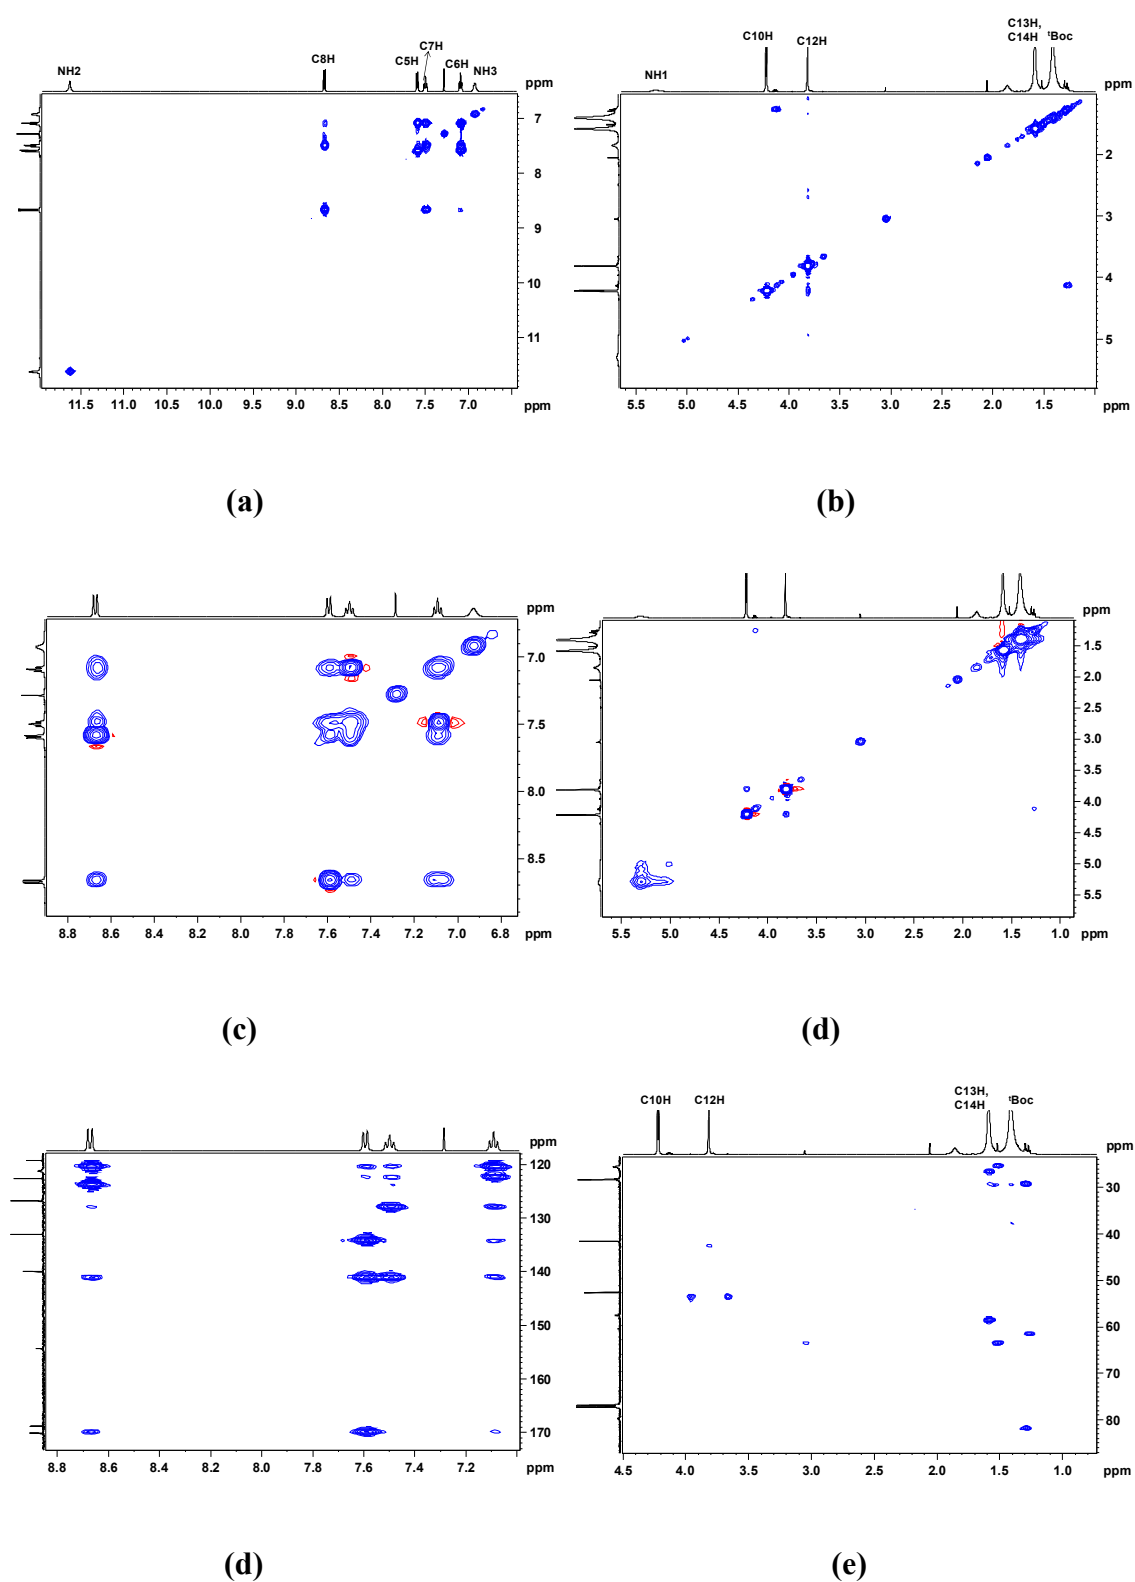 C7H
C8H C5H C6H
NH2 NH3
ppm
7
8
9
10
11
11.5 11.0 10.5 10.0 9.5 9.0 8.5 8.0 7.5 7.0 ppm
(a)
C13H,
C10H C12H C14H tBoc
NH1
ppm
2
3
4
5
5.5 5.0 4.5 4.0 3.5 3.0 2.5 2.0 1.5 ppm
(b)
ppm
7.0
7.5
8.0
8.5
8.8 8.6 8.4 8.2 8.0 7.8 7.6 7.4 7.2 7.0 6.8 ppm
(c)
ppm
1.5
2.0
2.5
3.0
3.5
4.0
4.5
5.0
5.5
5.5 5.0 4.5 4.0 3.5 3.0 2.5 2.0 1.5 1.0 ppm
(d)
ppm
120
130
140
150
160
170
8.8 8.6 8.4 8.2 8.0 7.8 7.6 7.4 7.2 ppm
(d)
C13H,
C10H C12H C14H tBoc
ppm
30
40
50
60
70
80
4.5 4.0 3.5 3.0 2.5 2.0 1.5 1.0 ppm
(e)